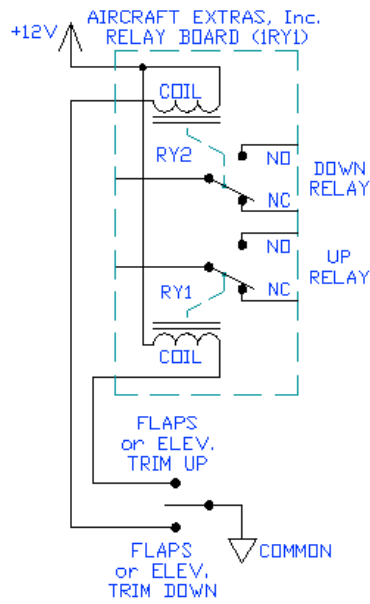 AIRCRAFT EXTRAS, Inc.
+12V RELAY BOARD (1RY1)
COIL
RY2
NO
DOWN
RELAY
NC
NO
UP
RELAY
RY1
NC
COIL
FLAPS
or ELEV.
TRIM UP
COMMON
FLAPS
or ELEV.
TRIM DOWN